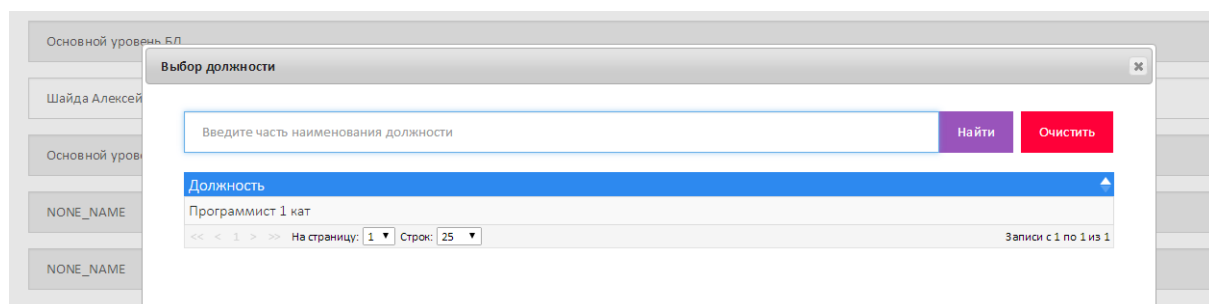 Основной уровень БД
Выбор должности
Шайда Алексей
Введите часть наименования должности
Найти
Очистить
Основной уров
Должность
NONE_NAME
Программист 1 кат
<< < 1 > >> На страницу: 1 Строк: 25 Записи с 1 по 1 из 1
NONE_NAME